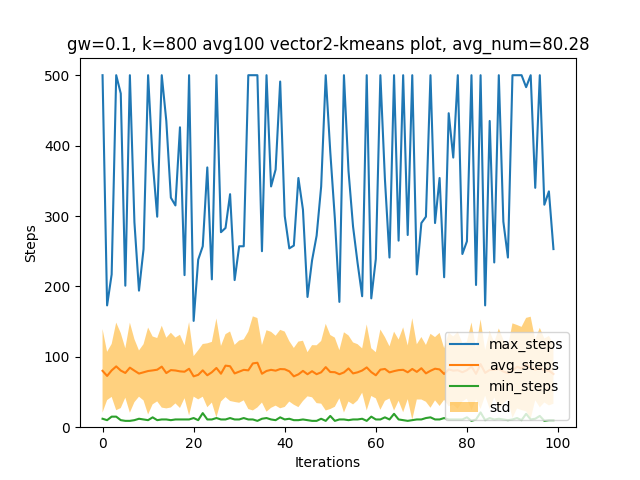 gw=0.1, k=800 avg100 vector2-kmeans plot, avg_num=80.28
500
400
300
200
100
0
Steps
max_steps
avg_steps
min_steps
std
0
20
40
60
80
100
Iterations